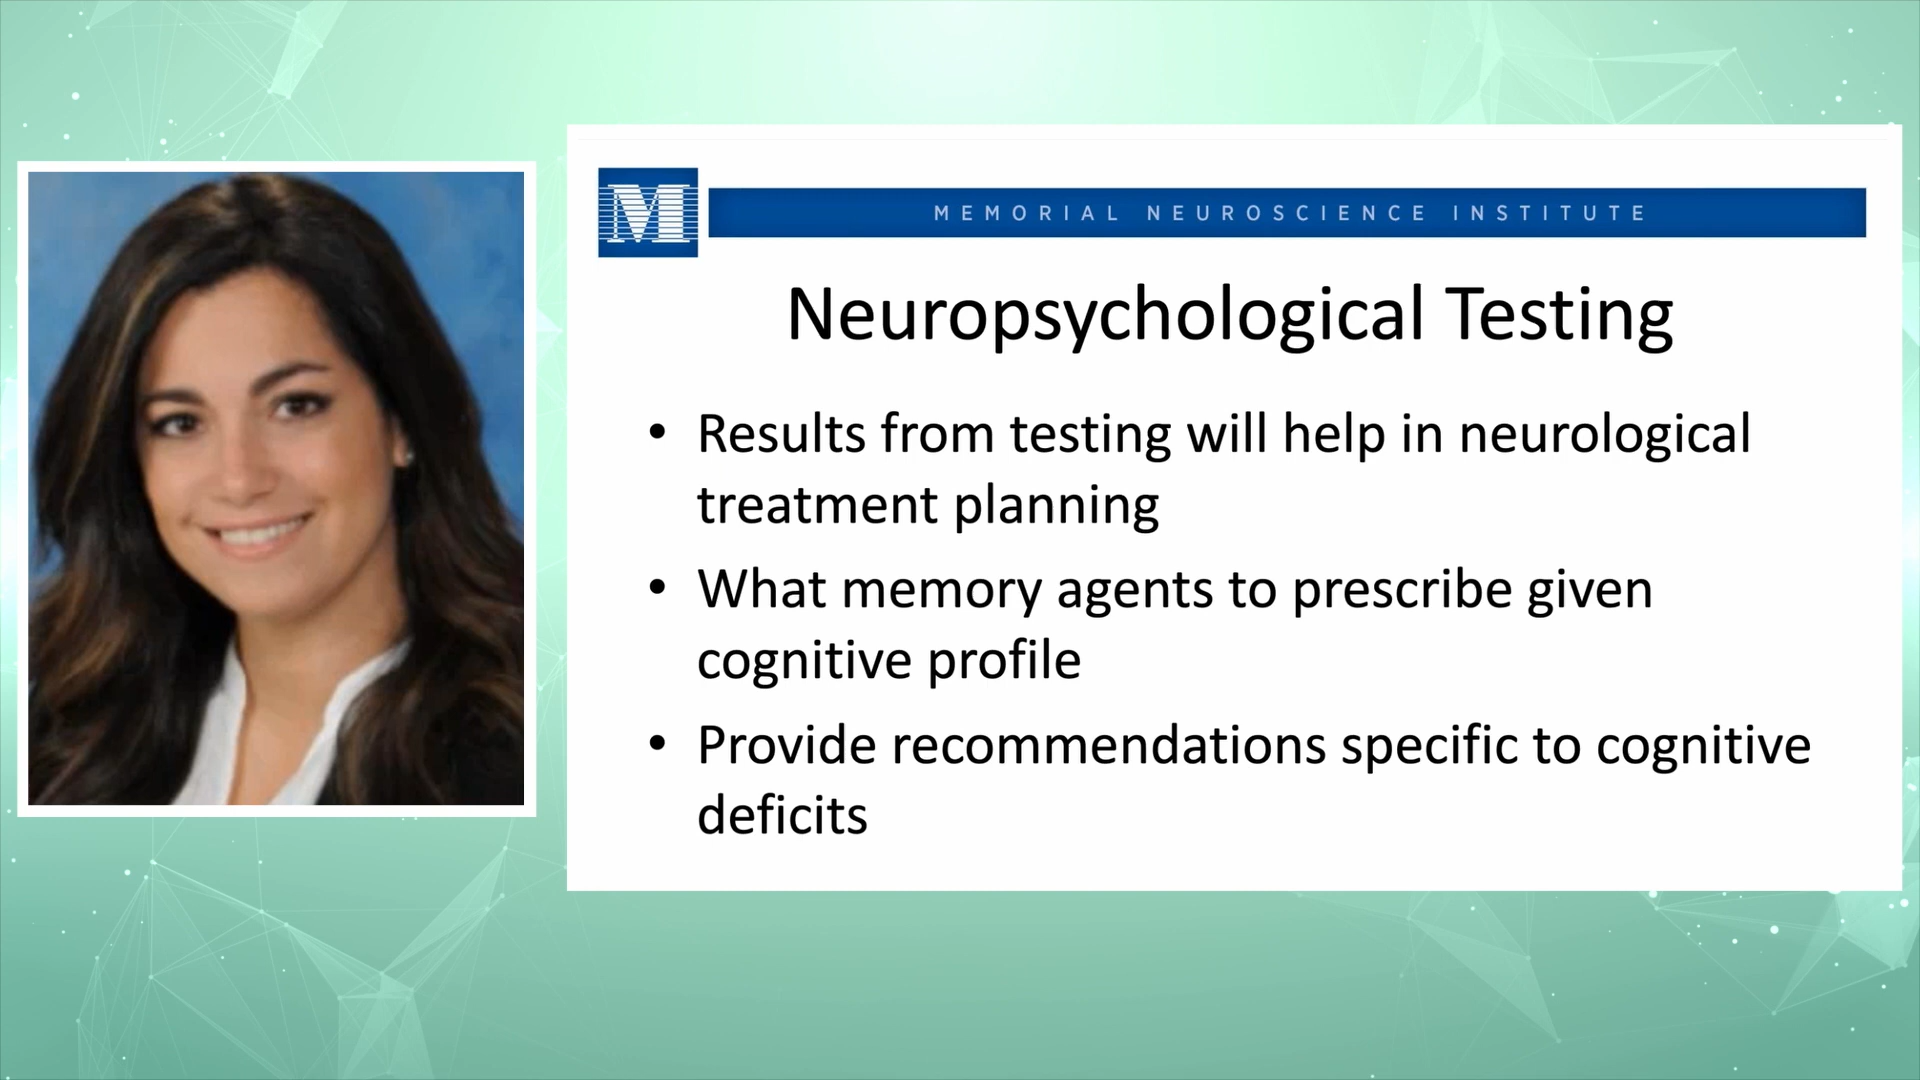 M
MEMORIAL NEUROSCIENCE INSTITUTE
Neuropsychological Testing
• Results from testing will help in neurological
treatment planning
• What memory agents to prescribe given
cognitive profile
• Provide recommendations specific to cognitive
deficits